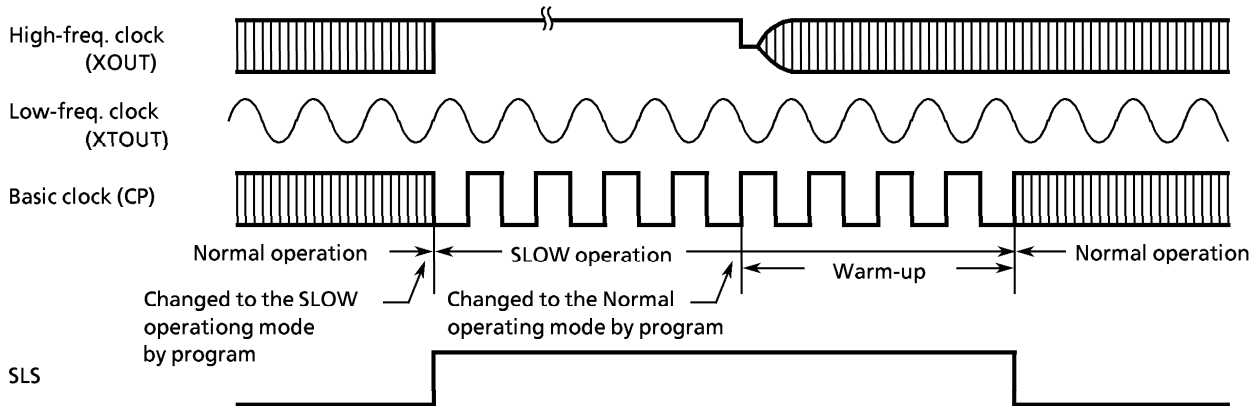 High-freq. clock
(XOUT)
Low-freq. clock
(XTOUT)
Basic clock (CP)
Normal operation
SLOW operation
Normal operation
Warm-up
Changed to the SLOW
operationg mode
by program
Changed to the Normal
operating mode by program
SLS